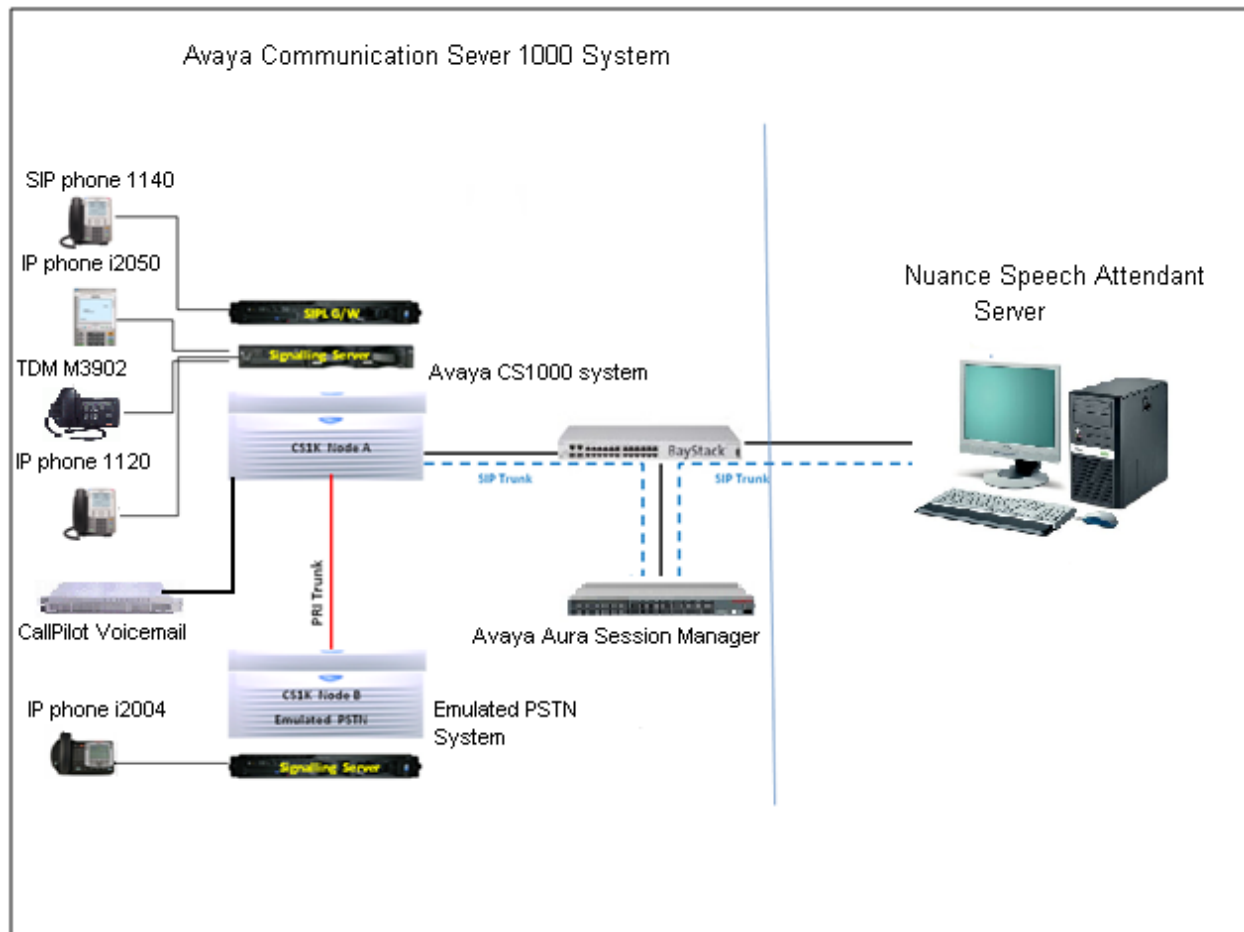 Avaya Communication Sever 1000 System
SIP phone 1140
IP phone i2050
TDM M3902
IP phone 1120
CallPilot Voicemail
IP phone i2004
SIPL G/W
Signalling Server
Avaya CS1000 system
CS1K Node A
BayStack
SIP Trunk
SIP Trunk
PRI Trunk
Avaya Aura Session Manager
CS1K Node B
Emulated PSTN
Emulated PSTN
System
Signalling Server
Nuance Speech Attendant
Server